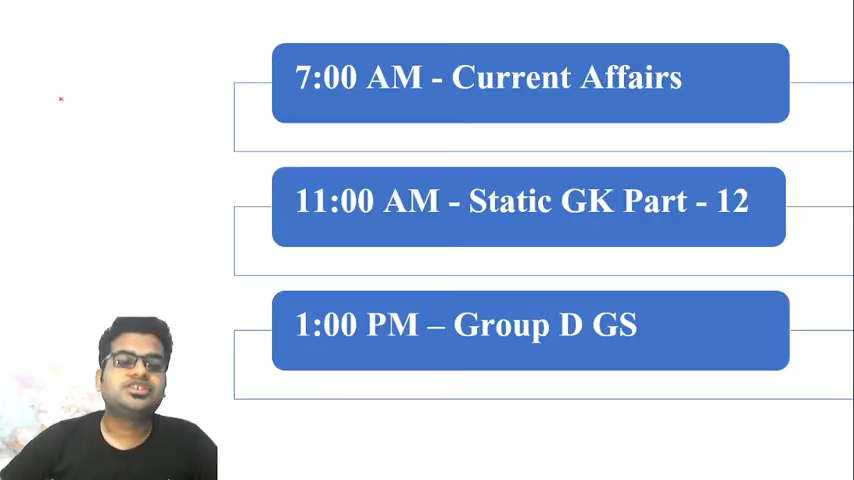 7:00 AM - Current Affairs
11:00 AM - Static GK Part - 12
1:00 PM – Group D GS